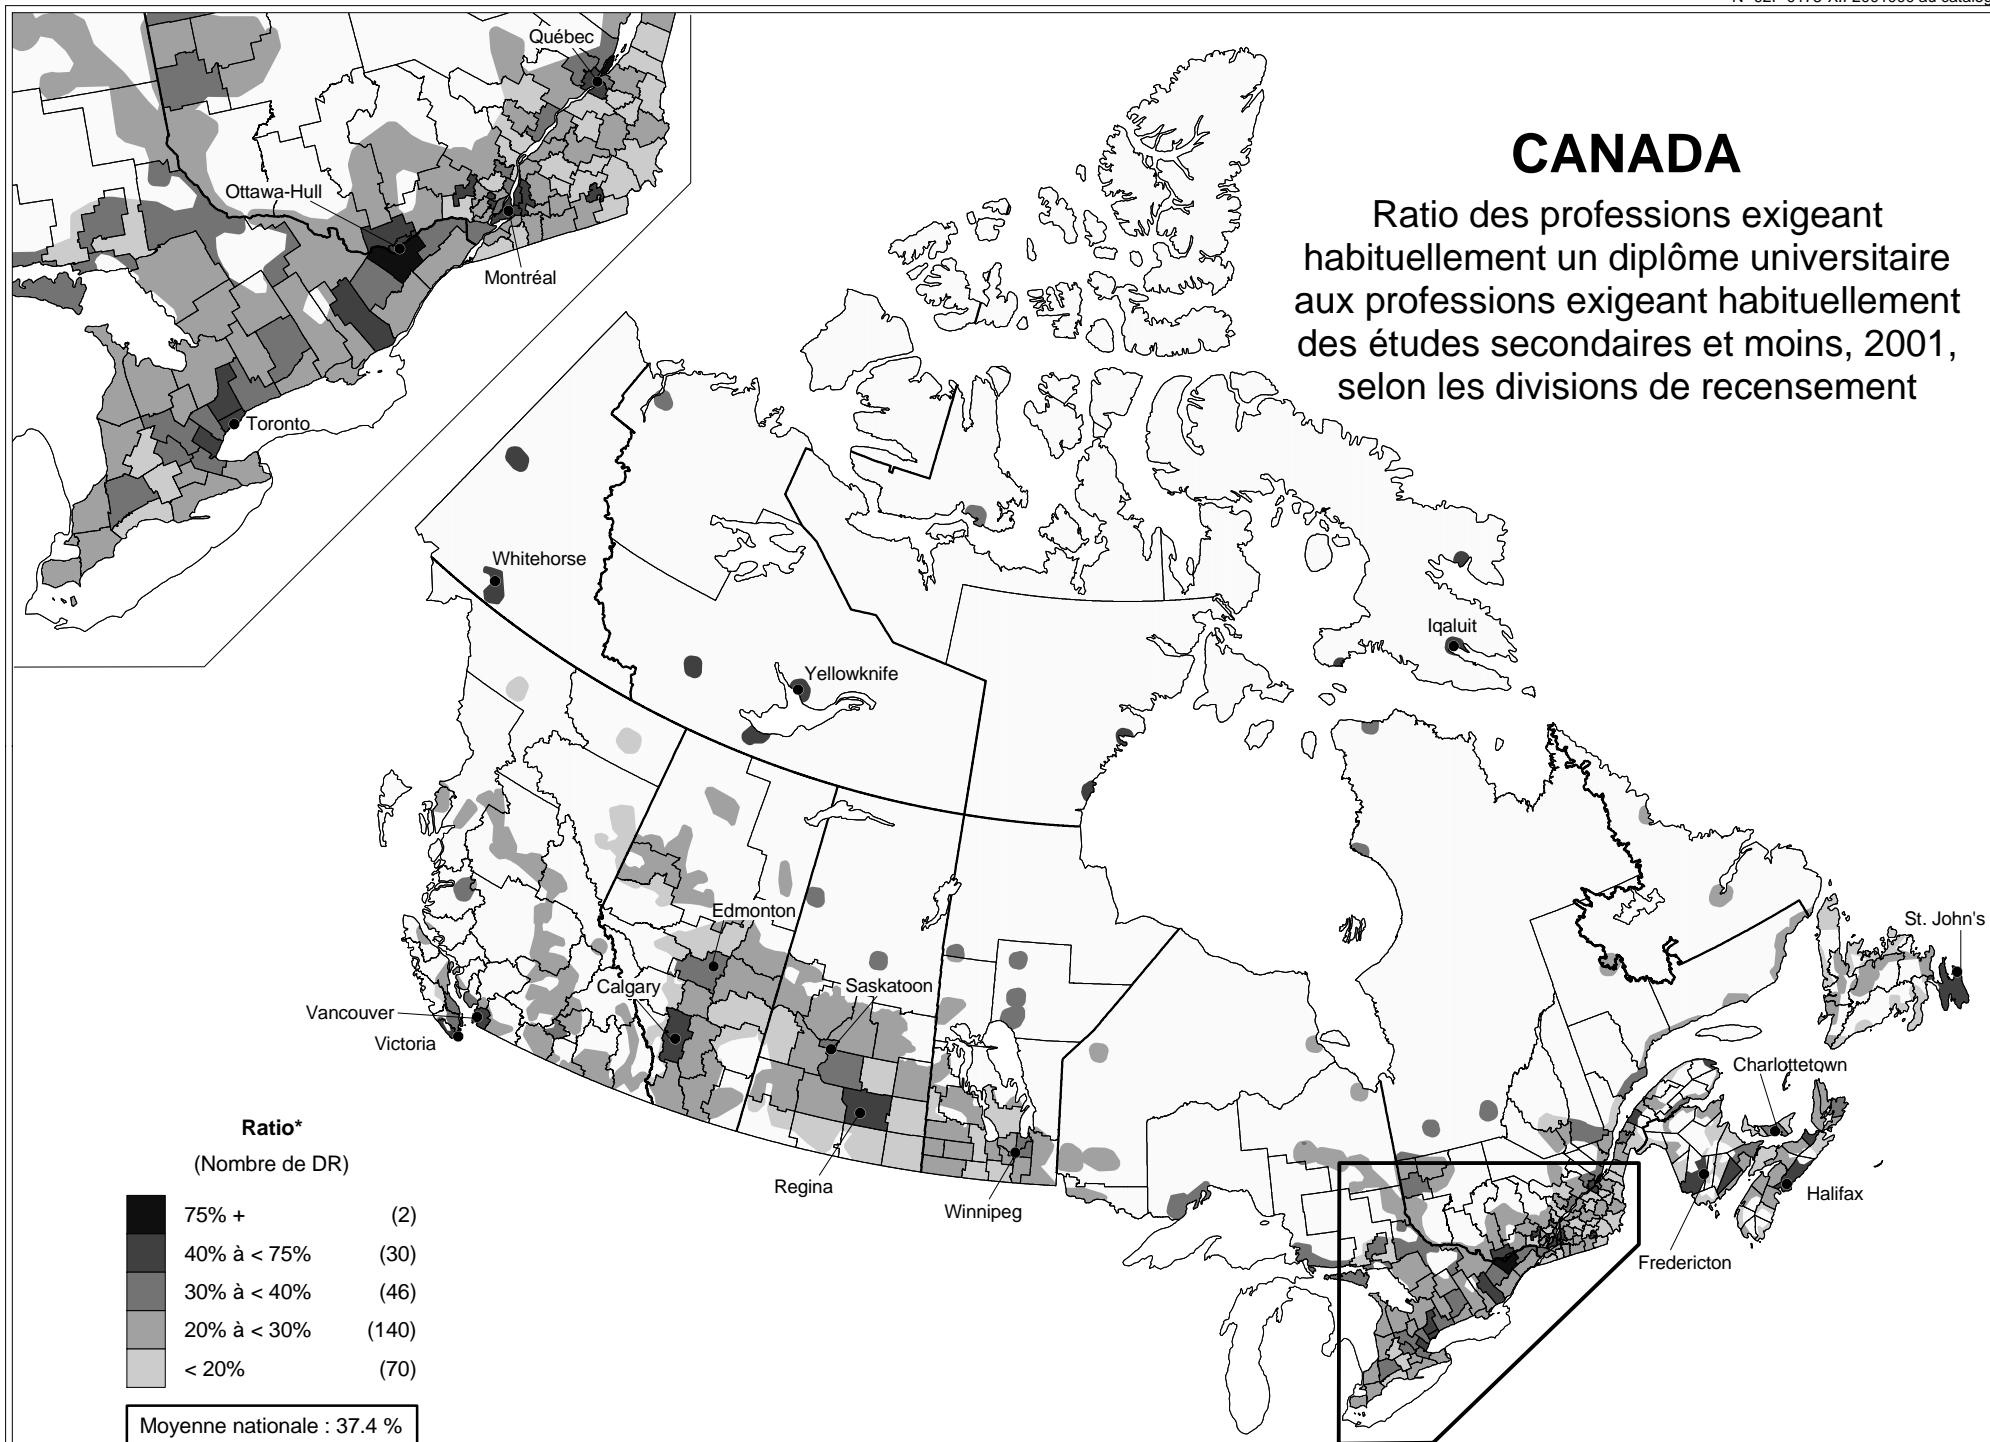 CANADA
Ratio des professions exigeant
habituellement un diplôme universitaire
aux professions exigeant habituellement
des études secondaires et moins, 2001,
selon les divisions de recensement
Québec
Ottawa-Hull
Montréal
Toronto
Whitehorse
Yellowknife
Iqaluit
Edmonton
Calgary
Saskatoon
Vancouver
Victoria
Regina
Winnipeg
St. John's
Charlottetown
Halifax
Fredericton
Ratio*
(Nombre de DR)
75% + (2)
40% à < 75% (30)
30% à < 40% (46)
20% à < 30% (140)
< 20% (70)
Moyenne nationale : 37.4 %